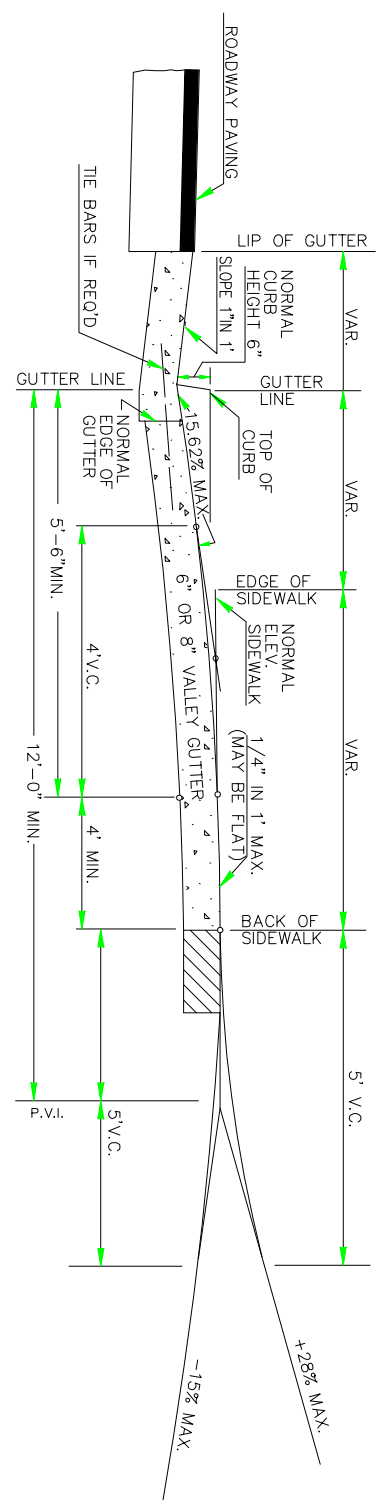 ROADWAY PAVING
LIP OF GUTTER
VAR.
TIE BARS IF REQ'D
SLOPE 1"IN 1'
NORMAL
CURB
HEIGHT 6"
GUTTER LINE
GUTTER
LINE
NORMAL
EDGE OF
GUTTER
15.62% MAX.
TOP OF
CURB
VAR.
5'-6"MIN.
4'V.C.
6" OR 8" VALLEY GUTTER
EDGE OF
SIDEWALK
NORMAL
ELEV.
SIDEWALK
VAR.
12'-0" MIN.
4' MIN.
1/4" IN 1' MAX.
(MAY BE FLAT)
BACK OF
SIDEWALK
P.V.I.
5'V.C.
5' V.C.
-15% MAX.
+28% MAX.